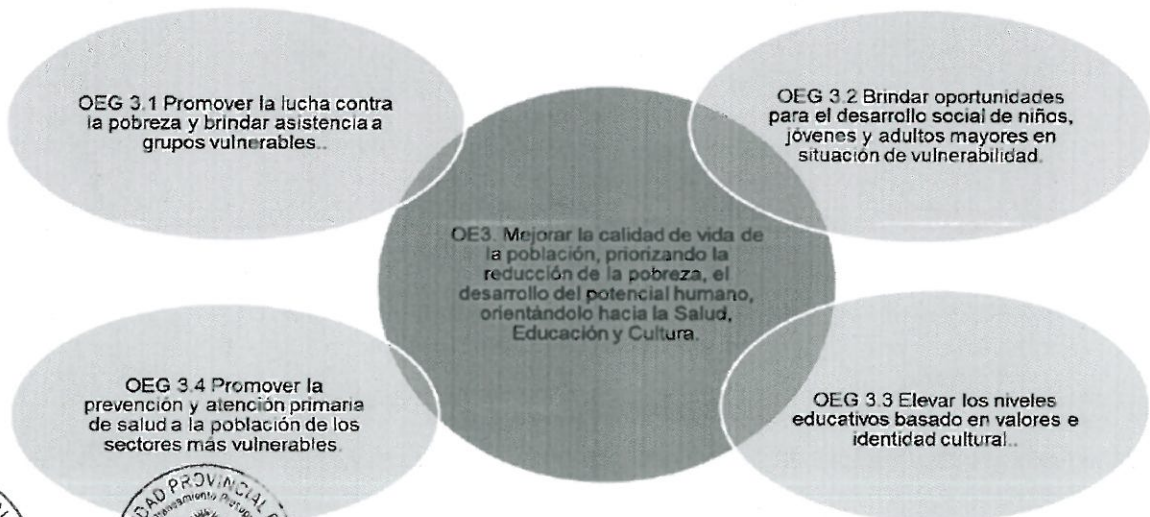 OEG 3.1 Promover la lucha contra
la pobreza y brindar asistencia a
grupos vulnerables..
OEG 3.2 Brindar oportunidades
para el desarrollo social de niños,
jóvenes y adultos mayores en
situación de vulnerabilidad.
OE3. Mejorar la calidad de vida de
la población, priorizando la
reducción de la pobreza, el
desarrollo del potencial humano,
orientándolo hacia la Salud,
Educación y Cultura.
OEG 3.4 Promover la
prevención y atención primaria
de salud a la población de los
sectores más vulnerables.
OEG 3.3 Elevar los niveles
educativos basado en valores e
identidad cultural..
PROVINCIAL